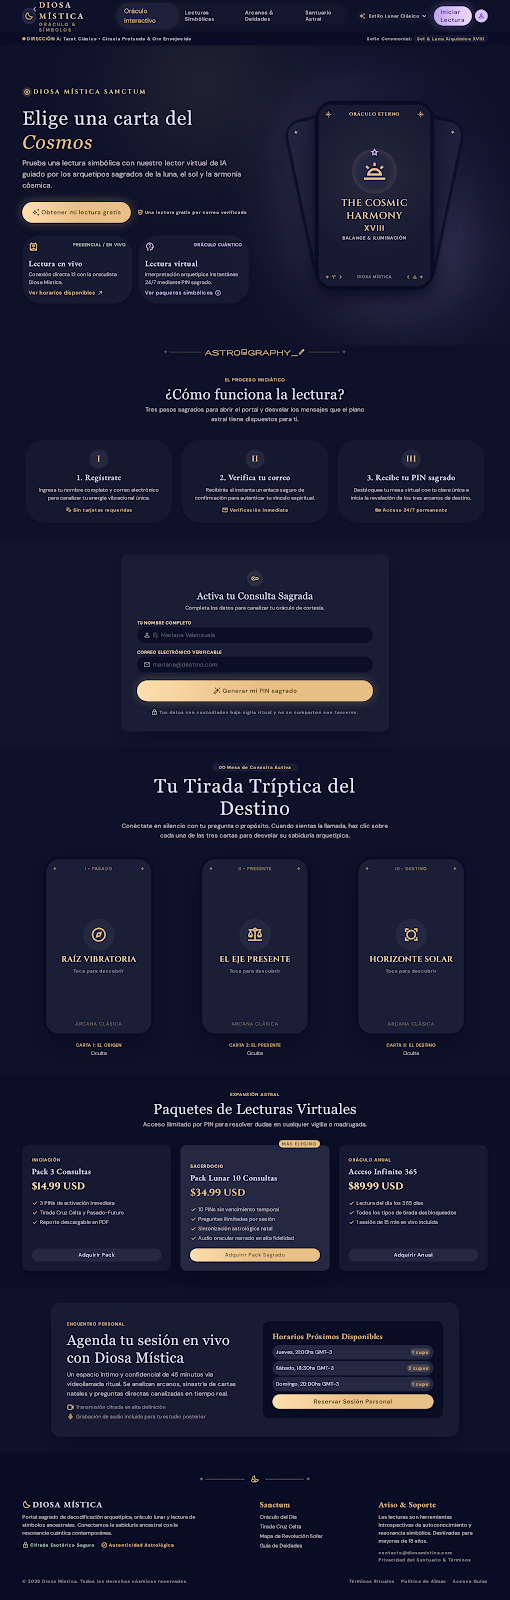 DIOSA MÍSTICA
ORÁCULO & SÍMBOLOS
Oráculo Interactivo
Lecturas Simbólicas
Arcanes & Deidades
Santuario Astral
Estilo Lunar Clásico
Iniciar Lectura
DIRECCIÓN A: Tarot Clásico • Ciruela Profundo & Oro Envejecido
Sello Ceremonial: Sol & Luna Alquímica XVIII
DIOSA MÍSTICA SANCTUM
Elige una carta del
Cosmos
Prueba una lectura simbólica con nuestro lector virtual de IA
guiado por los arquetipos sagrados de la luna, el sol y la armonía
cósmica.
Obtener mi lectura gratis
Una lectura gratis por correo verificado
PRESENCIAL / EN VIVO
Lectura en vivo
Conexión directa 1:1 con la oraculista
Diosa Mística.
Ver horarios disponibles
ORÁCULO CUÁNTICO
Lectura virtual
Interpretación arquetípica instantánea
24/7 mediante PIN sagrado.
Ver paquetes simbólicos
ORÁCULO ETERNO
THE COSMIC
HARMONY
XVIII
BALANCE & ILUMINACIÓN
DIOSA MÍSTICA
EL PROCESO INICIÁTICO
¿Cómo funciona la lectura?
Tres pasos sagrados para abrir el portal y desvelar los mensajes que el plano
astral tiene dispuestos para ti.
I
1. Regístrate
Ingresa tu nombre completo y correo electrónico
para canalizar tu energía vibracional única.
Sin tarjetas requeridas
II
2. Verifica tu correo
Recibirás al instante un enlace seguro de
confirmación para autenticar tu vínculo espiritual.
Verificación inmediata
III
3. Recibe tu PIN sagrado
Desbloquea tu mesa virtual con tu clave única e
inicia la revelación de los tres arcanos de destino.
Acceso 24/7 permanente
Activa tu Consulta Sagrada
Completa los datos para canalizar tu oráculo de cortesía.
TU NOMBRE COMPLETO
Ej. Mariana Valenzuela
CORREO ELECTRÓNICO VERIFICABLE
mariana@destino.com
Generar mi PIN sagrado
Tus datos son custodiados bajo sigilo ritual y no se comparten con terceros.
Mesa de Consulta Activa
Tu Tirada Tríptica del
Destino
Conéctate en silencio con tu pregunta o propósito. Cuando sientas la llamada, haz clic sobre
cada una de las tres cartas para desvelar su sabiduría arquetípica.
I • PASADO
RAÍZ VIBRATORIA
Toca para descubrir
ARCANA CLÁSICA
CARTA 1: EL ORIGEN
Oculta
II • PRESENTE
EL EJE PRESENTE
Toca para descubrir
ARCANA CLÁSICA
CARTA 2: EL PRESENTE
Oculta
III • DESTINO
HORIZONTE SOLAR
Toca para descubrir
ARCANA CLÁSICA
CARTA 3: EL DESTINO
Oculta
EXPANSIÓN ASTRAL
Paquetes de Lecturas Virtuales
Acceso ilimitado por PIN para resolver dudas en cualquier vigilia o madrugada.
INICIACIÓN
Pack 3 Consultas
$14.99 USD
3 PINs de activación inmediata
Tirada Cruz Celta y Pasado-Futuro
Reporte descargable en PDF
Adquirir Pack
MÁS ELEGIDO
SACERDOCIO
Pack Lunar 10 Consultas
$34.99 USD
10 PINs sin vencimiento temporal
Preguntas ilimitadas por sesión
Sintonización astrológica natal
Audio oracular narrado en alta fidelidad
Adquirir Pack Sagrado
ORÁCULO ANUAL
Acceso Infinito 365
$89.99 USD
Lectura del día los 365 días
Todos los tipos de tirada desbloqueados
1 sesión de 15 min en vivo incluida
Adquirir Anual
ENCUENTRO PERSONAL
Agenda tu sesión en vivo
con Diosa Mística
Un espacio íntimo y confidencial de 45 minutos vía
videollamada ritual. Se analizan arcanos, sinastría de cartas
natales y preguntas directas canalizadas en tiempo real.
Transmisión cifrada en alta definición
Grabación de audio incluida para tu estudio posterior
Horarios Próximos Disponibles
Jueves, 21:00hs GMT-3
1 cupo
Sábado, 18:30hs GMT-3
2 cupos
Domingo, 20:00hs GMT-3
1 cupo
Reservar Sesión Personal
DIOSA MÍSTICA
Portal sagrado de decodificación arquetípica, oráculo lunar y lectura de
símbolos ancestrales. Conectamos la sabiduría ancestral con la
resonancia cuántica contemporánea.
Cifrado Esotérico Seguro
Autenticidad Astrológica
Sanctum
Oráculo del Día
Tirada Cruz Celta
Mapa de Revolución Solar
Guía de Deidades
Aviso & Soporte
Las lecturas son herramientas
introspectivas de autoconocimiento y
resonancia simbólica. Destinadas para
mayores de 18 años.
contacto@diosamistica.com
Privacidad del Santuario & Términos
© 2026 Diosa Mística. Todos los derechos cósmicos reservados.
Términos Rituales
Política de Almas
Acceso Guías